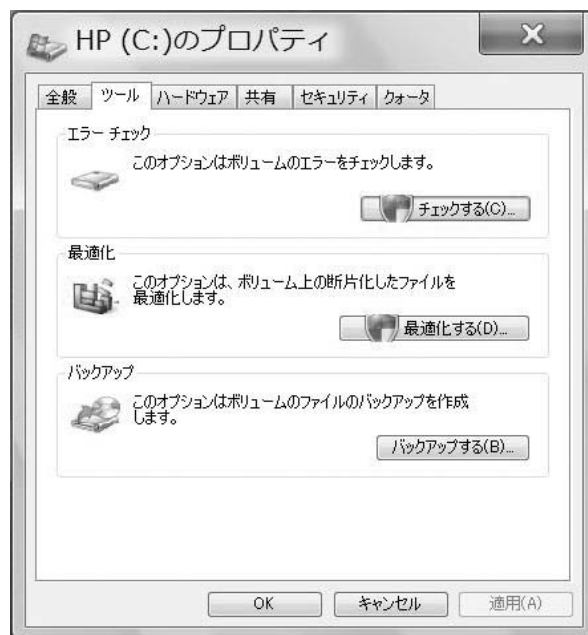 HP (C:)のプロパティ
全般 ツール ハードウェア 共有 セキュリティ クォータ
エラー チェック
このオプションはボリュームのエラーをチェックします。
チェックする(C)...
最適化
このオプションは、ボリューム上の断片化したファイルを
最適化します。
最適化する(D)...
バックアップ
このオプションはボリュームのファイルのバックアップを作成
します。
バックアップする(B)...
OK キャンセル 適用(A)